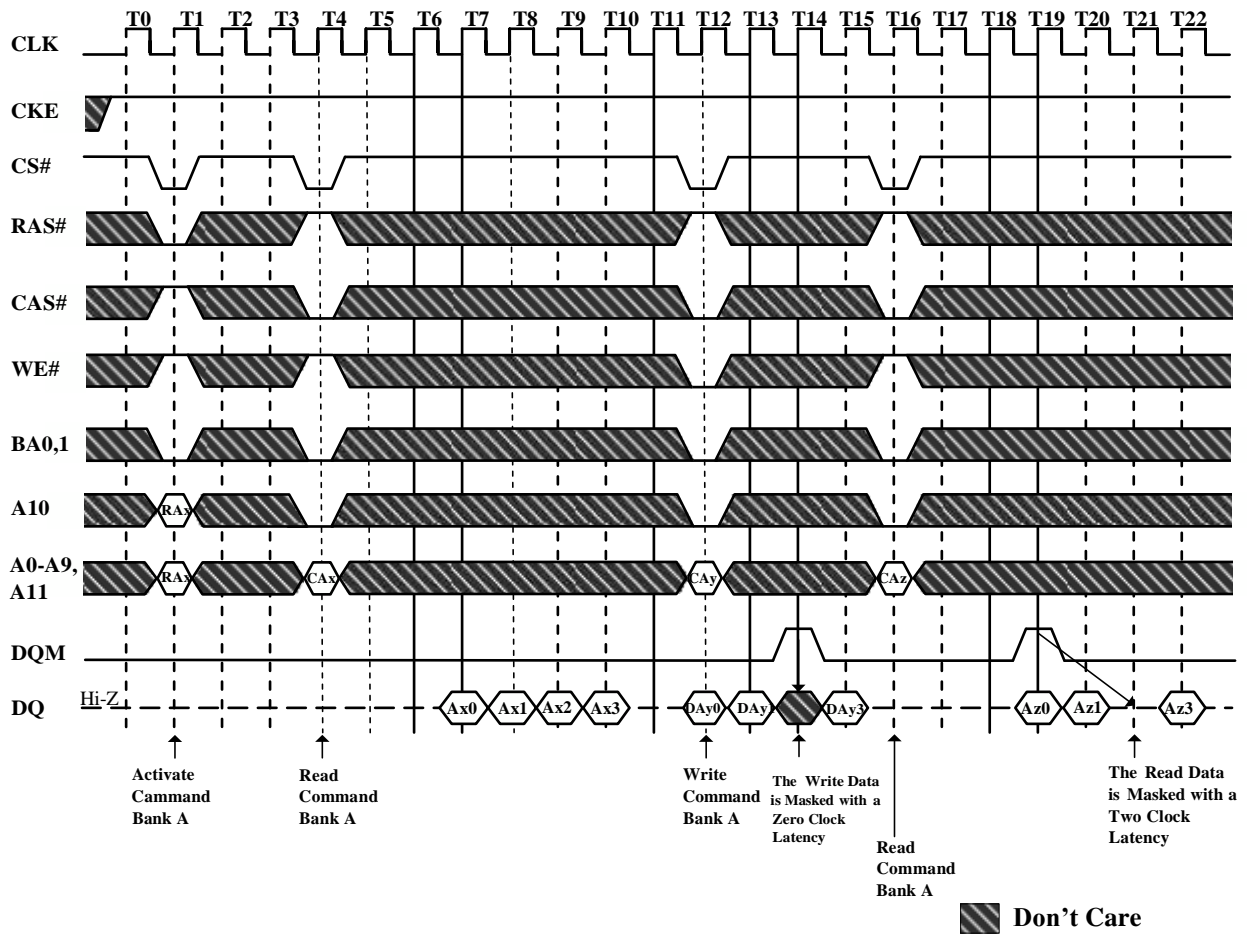 T0 T1 T2 T3 T4 T5 T6 T7 T8 T9 T10 T11 T12 T13 T14 T15 T16 T17 T18 T19 T20 T21 T22
CLK
CKE
CS#
RAS#
CAS#
WE#
BA0,1
A10
RAx
A0-A9,
A11
RAx CAx CAy CAz
DQM
DQ
Hi-Z
Ax0 Ax1 Ax2 Ax3 DAy0 DAy1 DAy3 Az0 Az1 Az3
Activate
Cammand
Bank A
Read
Command
Bank A
Write
Command
Bank A
The Write Data
is Masked with a
Zero Clock
Latency
Read
Command
Bank A
The Read Data
is Masked with a
Two Clock
Latency
Don't Care